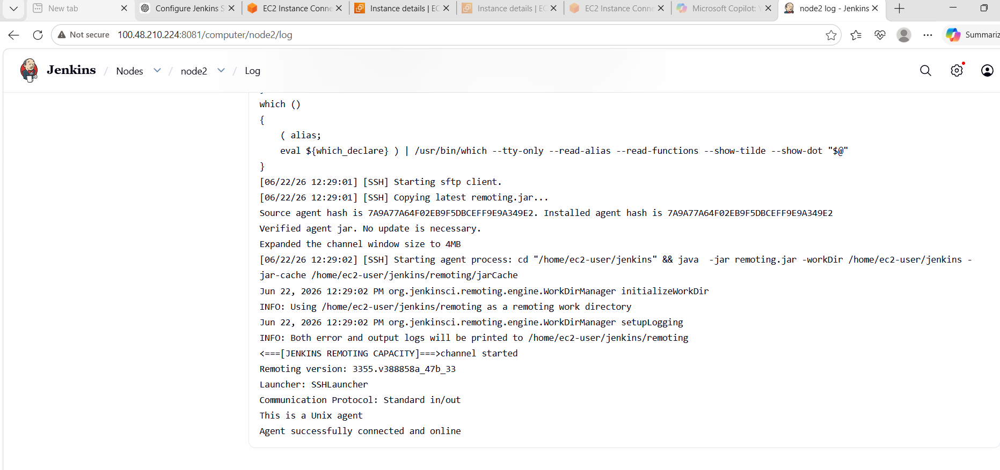 New tab
Configure Jenkins S
EC2 Instance Conne
Instance details | EC
Instance details | EC
EC2 Instance Conne
Microsoft Copilot: Y
node2 log - Jenkins
Not secure 100.48.210.224:8081/computer/node2/log
Summariz
Jenkins / Nodes / node2 / Log
which ()
{
    ( alias;
    eval ${which_declare} ) | /usr/bin/which --tty-only --read-alias --read-functions --show-tilde --show-dot "$@"
}
[06/22/26 12:29:01] [SSH] Starting sftp client.
[06/22/26 12:29:01] [SSH] Copying latest remoting.jar...
Source agent hash is 7A9A77A64F02EB9F5DBCEFF9E9A349E2. Installed agent hash is 7A9A77A64F02EB9F5DBCEFF9E9A349E2
Verified agent jar. No update is necessary.
Expanded the channel window size to 4MB
[06/22/26 12:29:02] [SSH] Starting agent process: cd "/home/ec2-user/jenkins" && java  -jar remoting.jar -workDir /home/ec2-user/jenkins -
jar-cache /home/ec2-user/jenkins/remoting/jarCache
Jun 22, 2026 12:29:02 PM org.jenkinsci.remoting.engine.WorkDirManager initializeWorkDir
INFO: Using /home/ec2-user/jenkins/remoting as a remoting work directory
Jun 22, 2026 12:29:02 PM org.jenkinsci.remoting.engine.WorkDirManager setupLogging
INFO: Both error and output logs will be printed to /home/ec2-user/jenkins/remoting
<===[JENKINS REMOTING CAPACITY]===>channel started
Remoting version: 3355.v388858a_47b_33
Launcher: SSHLauncher
Communication Protocol: Standard in/out
This is a Unix agent
Agent successfully connected and online